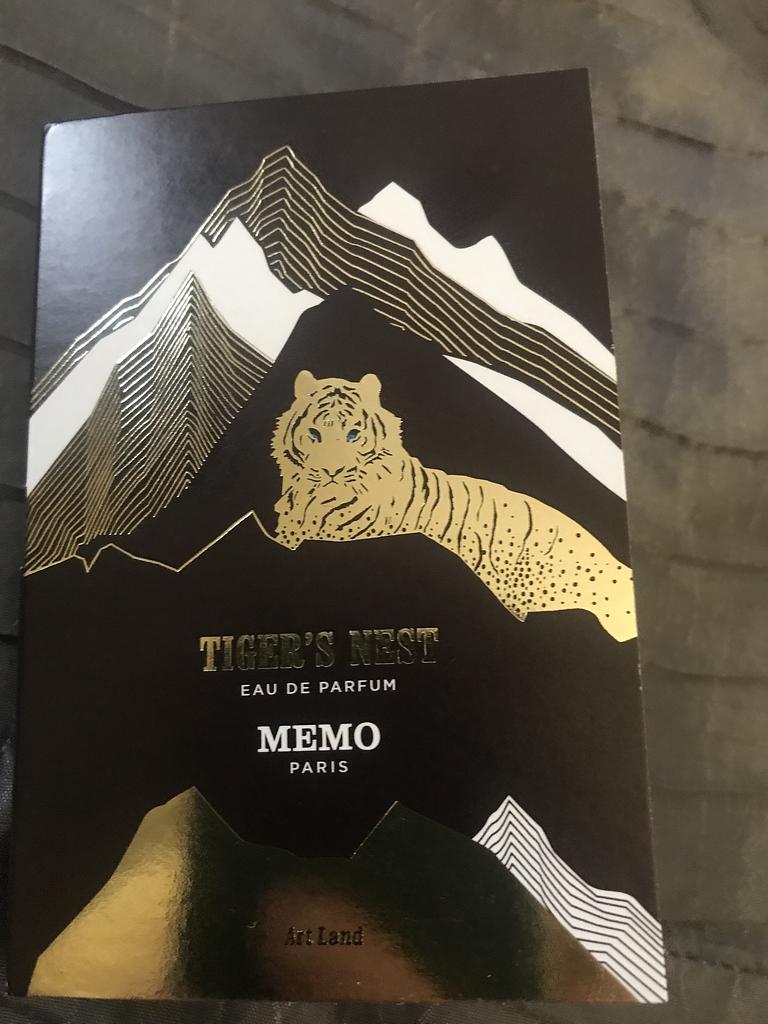 TIGER'S NEST
EAU DE PARFUM
MEMO
PARIS
Art Land